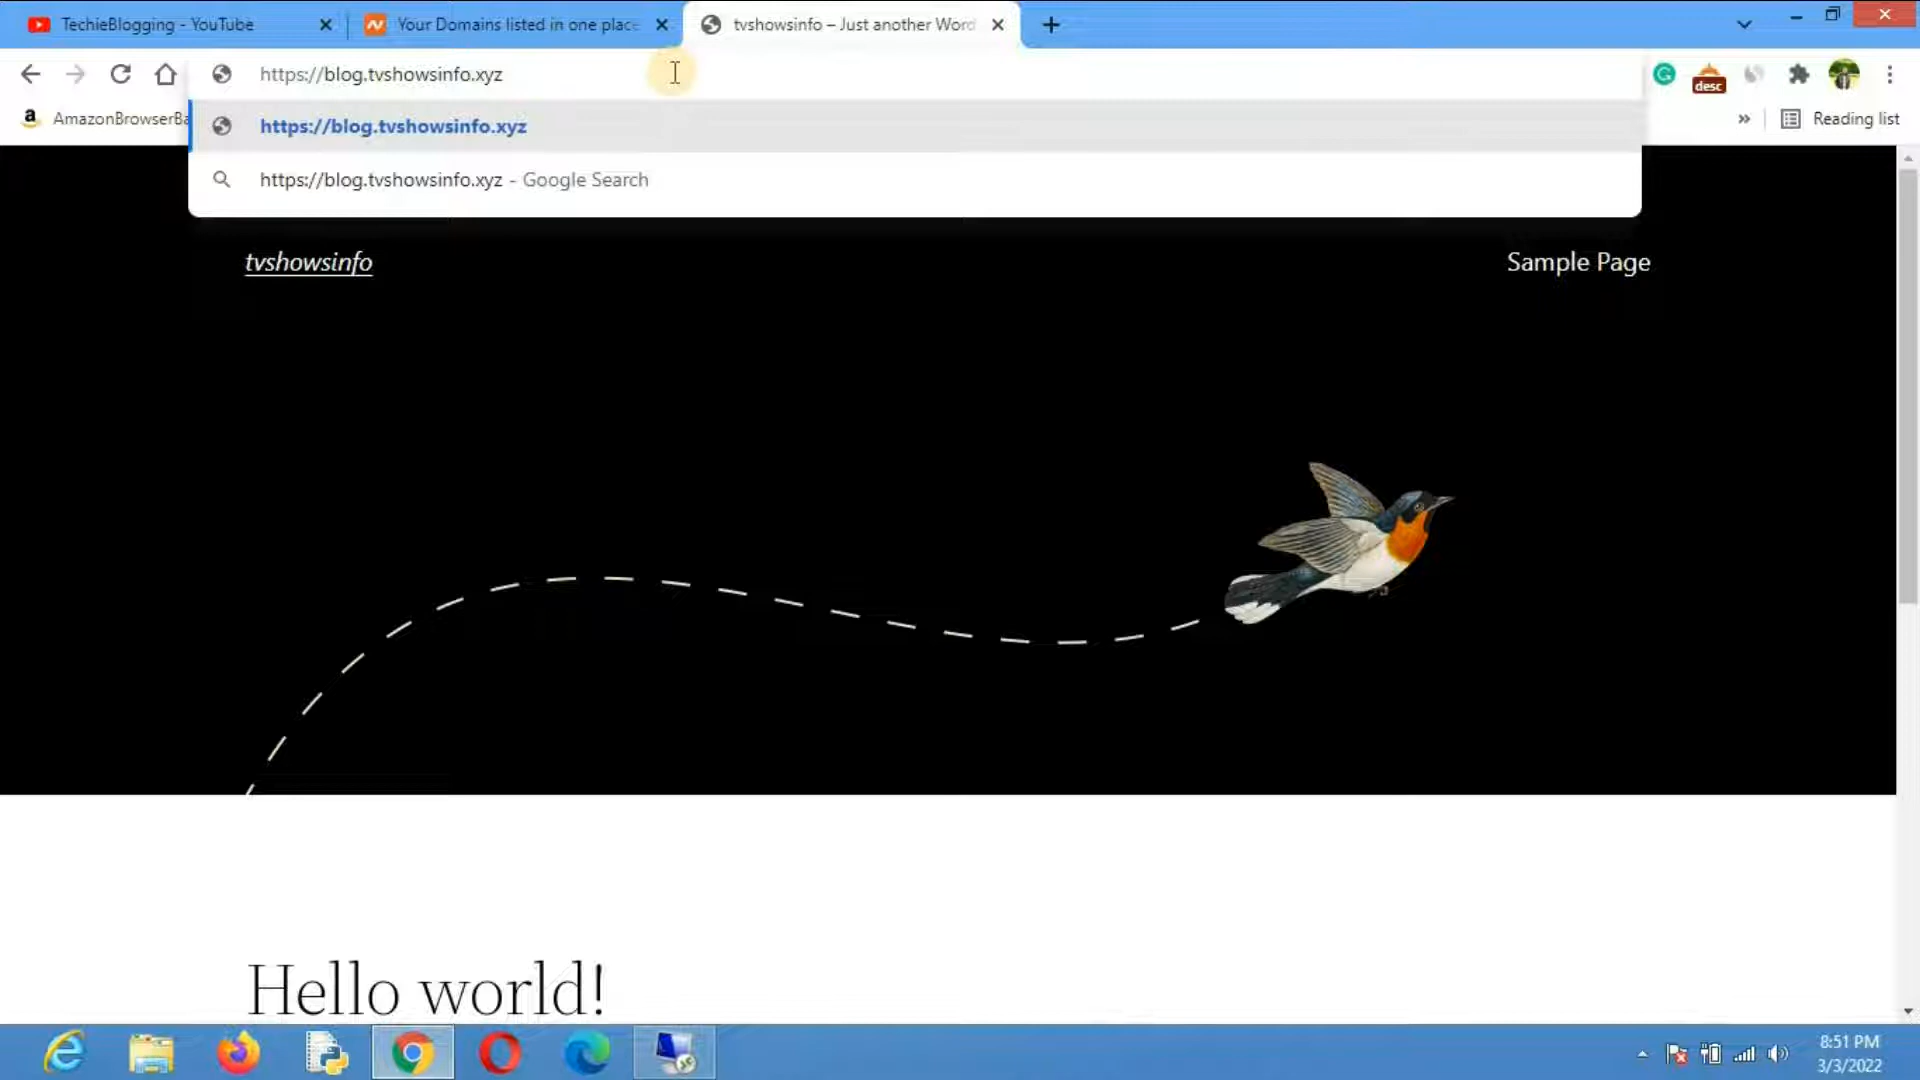 TechieBlogging - YouTube
Your Domains listed in one place
tvshowsinfo – Just another Word
https://blog.tvshowsinfo.xyz
desc
AmazonBrowserBa
https://blog.tvshowsinfo.xyz
» Reading list
https://blog.tvshowsinfo.xyz - Google Search
tvshowsinfo
Sample Page
Hello world!
8:51 PM
3/3/2022